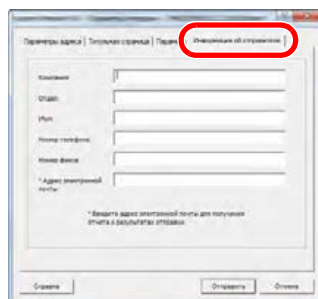 Параметры адреса Титульная страница Парам Информация об отправителе
Компания
Отдел
Имя
Номер телефона
Номер факса
* Адрес электронной
почты
* Введите адрес электронной почты для получения
отчета о результатах отправки.
Справка Отправить Отмена